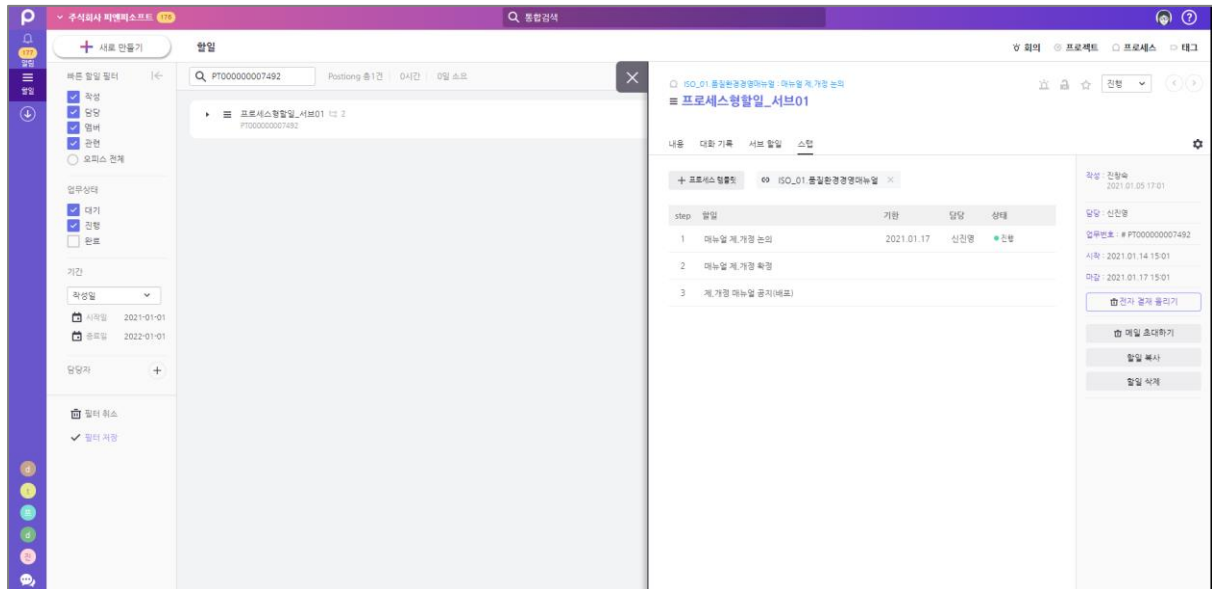 주식회사 피앤피소프트 178
통합검색
177
알림
할일
새로 만들기
할일
회의
프로젝트
프로세스
태그
빠른 할일 필터
작성
담당
멤버
관련
오피스 전체
업무상태
대기
진행
완료
기간
작성일
시작일 2021-01-01
종료일 2022-01-01
담당자
필터 취소
필터 저장
PT000000007492
Postiong 총1건 0시간 0일 소요
프로세스형할일_서브01 2
PT000000007492
ISO_01.품질환경경영매뉴얼 : 매뉴얼 제,개정 논의
프로세스형할일_서브01
진행
내용 대화 기록 서브 할일 스텝
프로세스 템플릿
ISO_01.품질환경경영매뉴얼
step 할일 기한 담당 상태
1 매뉴얼 제,개정 논의 2021.01.17 신진영 진행
2 매뉴얼 제,개정 확정
3 제,개정 매뉴얼 공지(배포)
작성 : 전창숙
2021.01.05 17:01
담당 : 신진영
업무번호 : # PT000000007492
시작 : 2021.01.14 15:01
마감 : 2021.01.17 15:01
전자 결재 올리기
메일 초대하기
할일 복사
할일 삭제